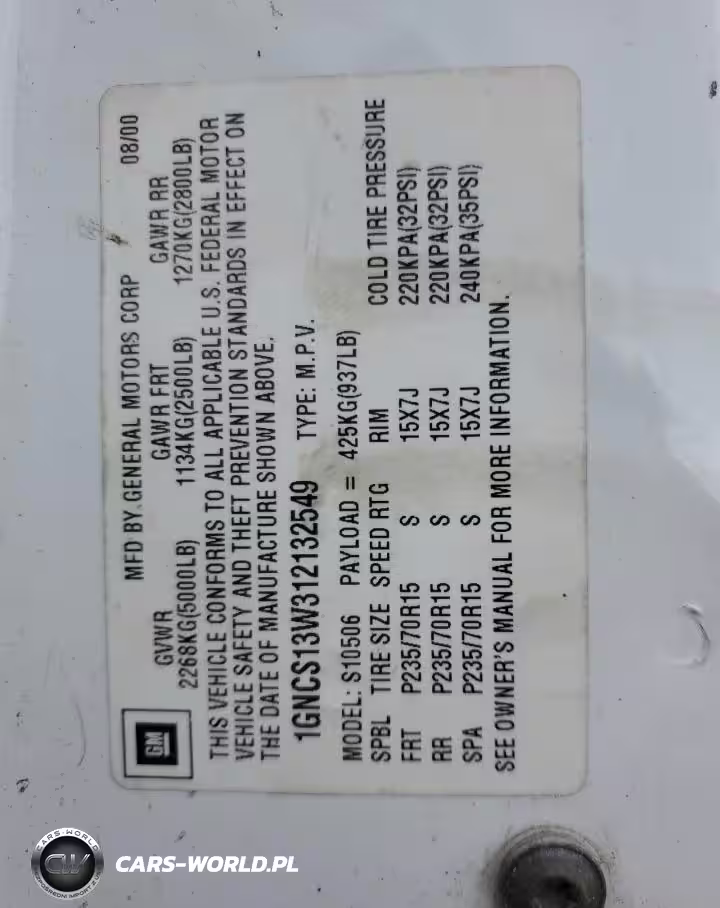 GM
MFD BY GENERAL MOTORS CORP 08/00
GVWR GAWR FRT GAWR RR
2268KG(5000LB) 1134KG(2500LB) 1270KG(2800LB)
THIS VEHICLE CONFORMS TO ALL APPLICABLE U.S. FEDERAL MOTOR
VEHICLE SAFETY AND THEFT PREVENTION STANDARDS IN EFFECT ON
THE DATE OF MANUFACTURE SHOWN ABOVE.
1GNCS13W312132549 TYPE: M.P.V.
MODEL: S10506 PAYLOAD = 425KG(937LB)
SPBL TIRE SIZE SPEED RTG RIM COLD TIRE PRESSURE
FRT P235/70R15 S 15X7J 220KPA(32PSI)
RR P235/70R15 S 15X7J 220KPA(32PSI)
SPA P235/70R15 S 15X7J 240KPA(35PSI)
SEE OWNER'S MANUAL FOR MORE INFORMATION.
CARS-WORLD
CW
CARS-WORLD.PL